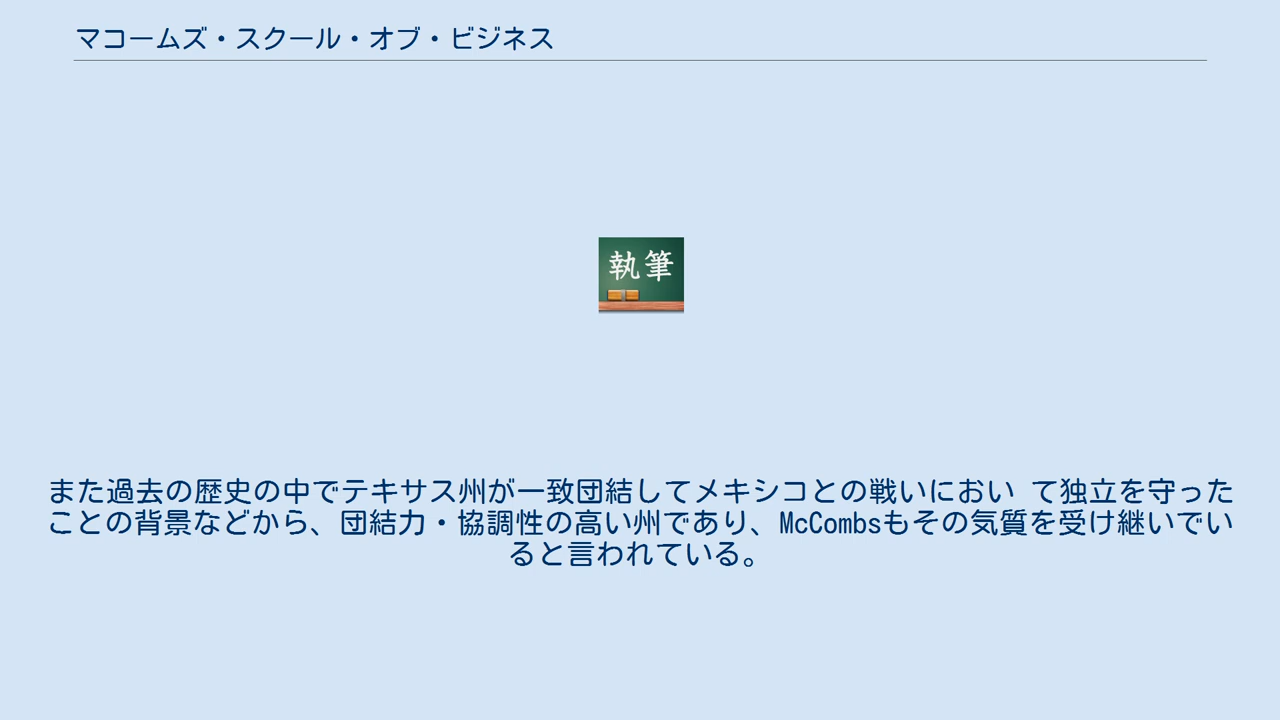 マコームズ・スクール・オブ・ビジネス
執筆
また過去の歴史の中でテキサス州が一致団結してメキシコとの戦いにおい て独立を守った
ことの背景などから、団結力・協調性の高い州であり、McCombsもその気質を受け継いでい
ると言われている。